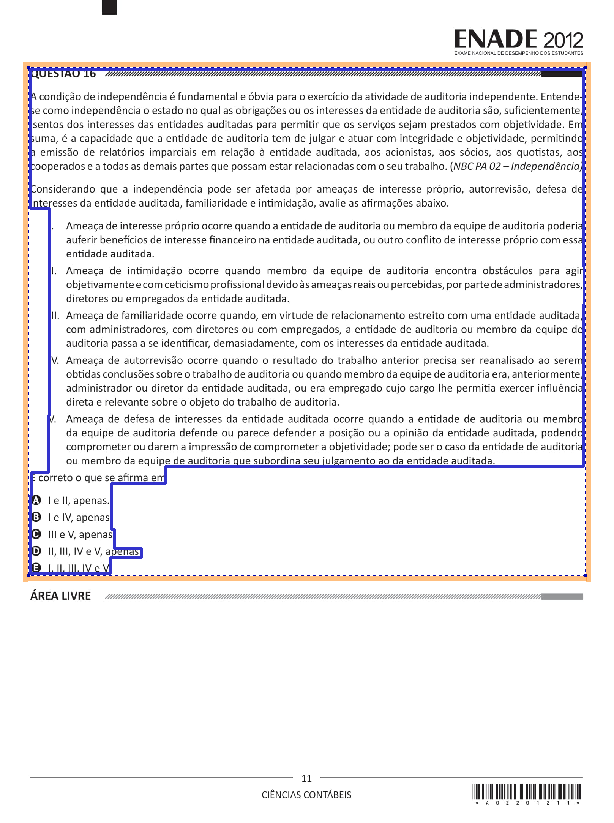 ENADE 2012
EXAME NACIONAL DE DESEMPENHO DOS ESTUDANTES
QUESTÃO 16
A condição de independência é fundamental e óbvia para o exercício da atividade de auditoria independente. Entende-
se como independência o estado no qual as obrigações ou os interesses da entidade de auditoria são, suficientemente,
isentos dos interesses das entidades auditadas para permitir que os serviços sejam prestados com objetividade. Em
suma, é a capacidade que a entidade de auditoria tem de julgar e atuar com integridade e objetividade, permitindo
a emissão de relatórios imparciais em relação à entidade auditada, aos acionistas, aos sócios, aos quotistas, aos
cooperados e a todas as demais partes que possam estar relacionadas com o seu trabalho. (NBC PA 02 – Independência)
Considerando que a independência pode ser afetada por ameaças de interesse próprio, autorrevisão, defesa de
interesses da entidade auditada, familiaridade e intimidação, avalie as afirmações abaixo.
I. Ameaça de interesse próprio ocorre quando a entidade de auditoria ou membro da equipe de auditoria poderia
auferir benefícios de interesse financeiro na entidade auditada, ou outro conflito de interesse próprio com essa
entidade auditada.
II. Ameaça de intimidação ocorre quando membro da equipe de auditoria encontra obstáculos para agir
objetivamente e com ceticismo profissional devido às ameaças reais ou percebidas, por parte de administradores,
diretores ou empregados da entidade auditada.
III. Ameaça de familiaridade ocorre quando, em virtude de relacionamento estreito com uma entidade auditada,
com administradores, com diretores ou com empregados, a entidade de auditoria ou membro da equipe de
auditoria passa a se identificar, demasiadamente, com os interesses da entidade auditada.
IV. Ameaça de autorrevisão ocorre quando o resultado do trabalho anterior precisa ser reanalisado ao serem
obtidas conclusões sobre o trabalho de auditoria ou quando membro da equipe de auditoria era, anteriormente,
administrador ou diretor da entidade auditada, ou era empregado cujo cargo lhe permitia exercer influência
direta e relevante sobre o objeto do trabalho de auditoria.
V. Ameaça de defesa de interesses da entidade auditada ocorre quando a entidade de auditoria ou membro
da equipe de auditoria defende ou parece defender a posição ou a opinião da entidade auditada, podendo
comprometer ou darem a impressão de comprometer a objetividade; pode ser o caso da entidade de auditoria
ou membro da equipe de auditoria que subordina seu julgamento ao da entidade auditada.
É correto o que se afirma em
A I e II, apenas.
B I e IV, apenas.
C III e V, apenas.
D II, III, IV e V, apenas.
E I, II, III, IV e V.
ÁREA LIVRE
11
CIÊNCIAS CONTÁBEIS
*A02201211*